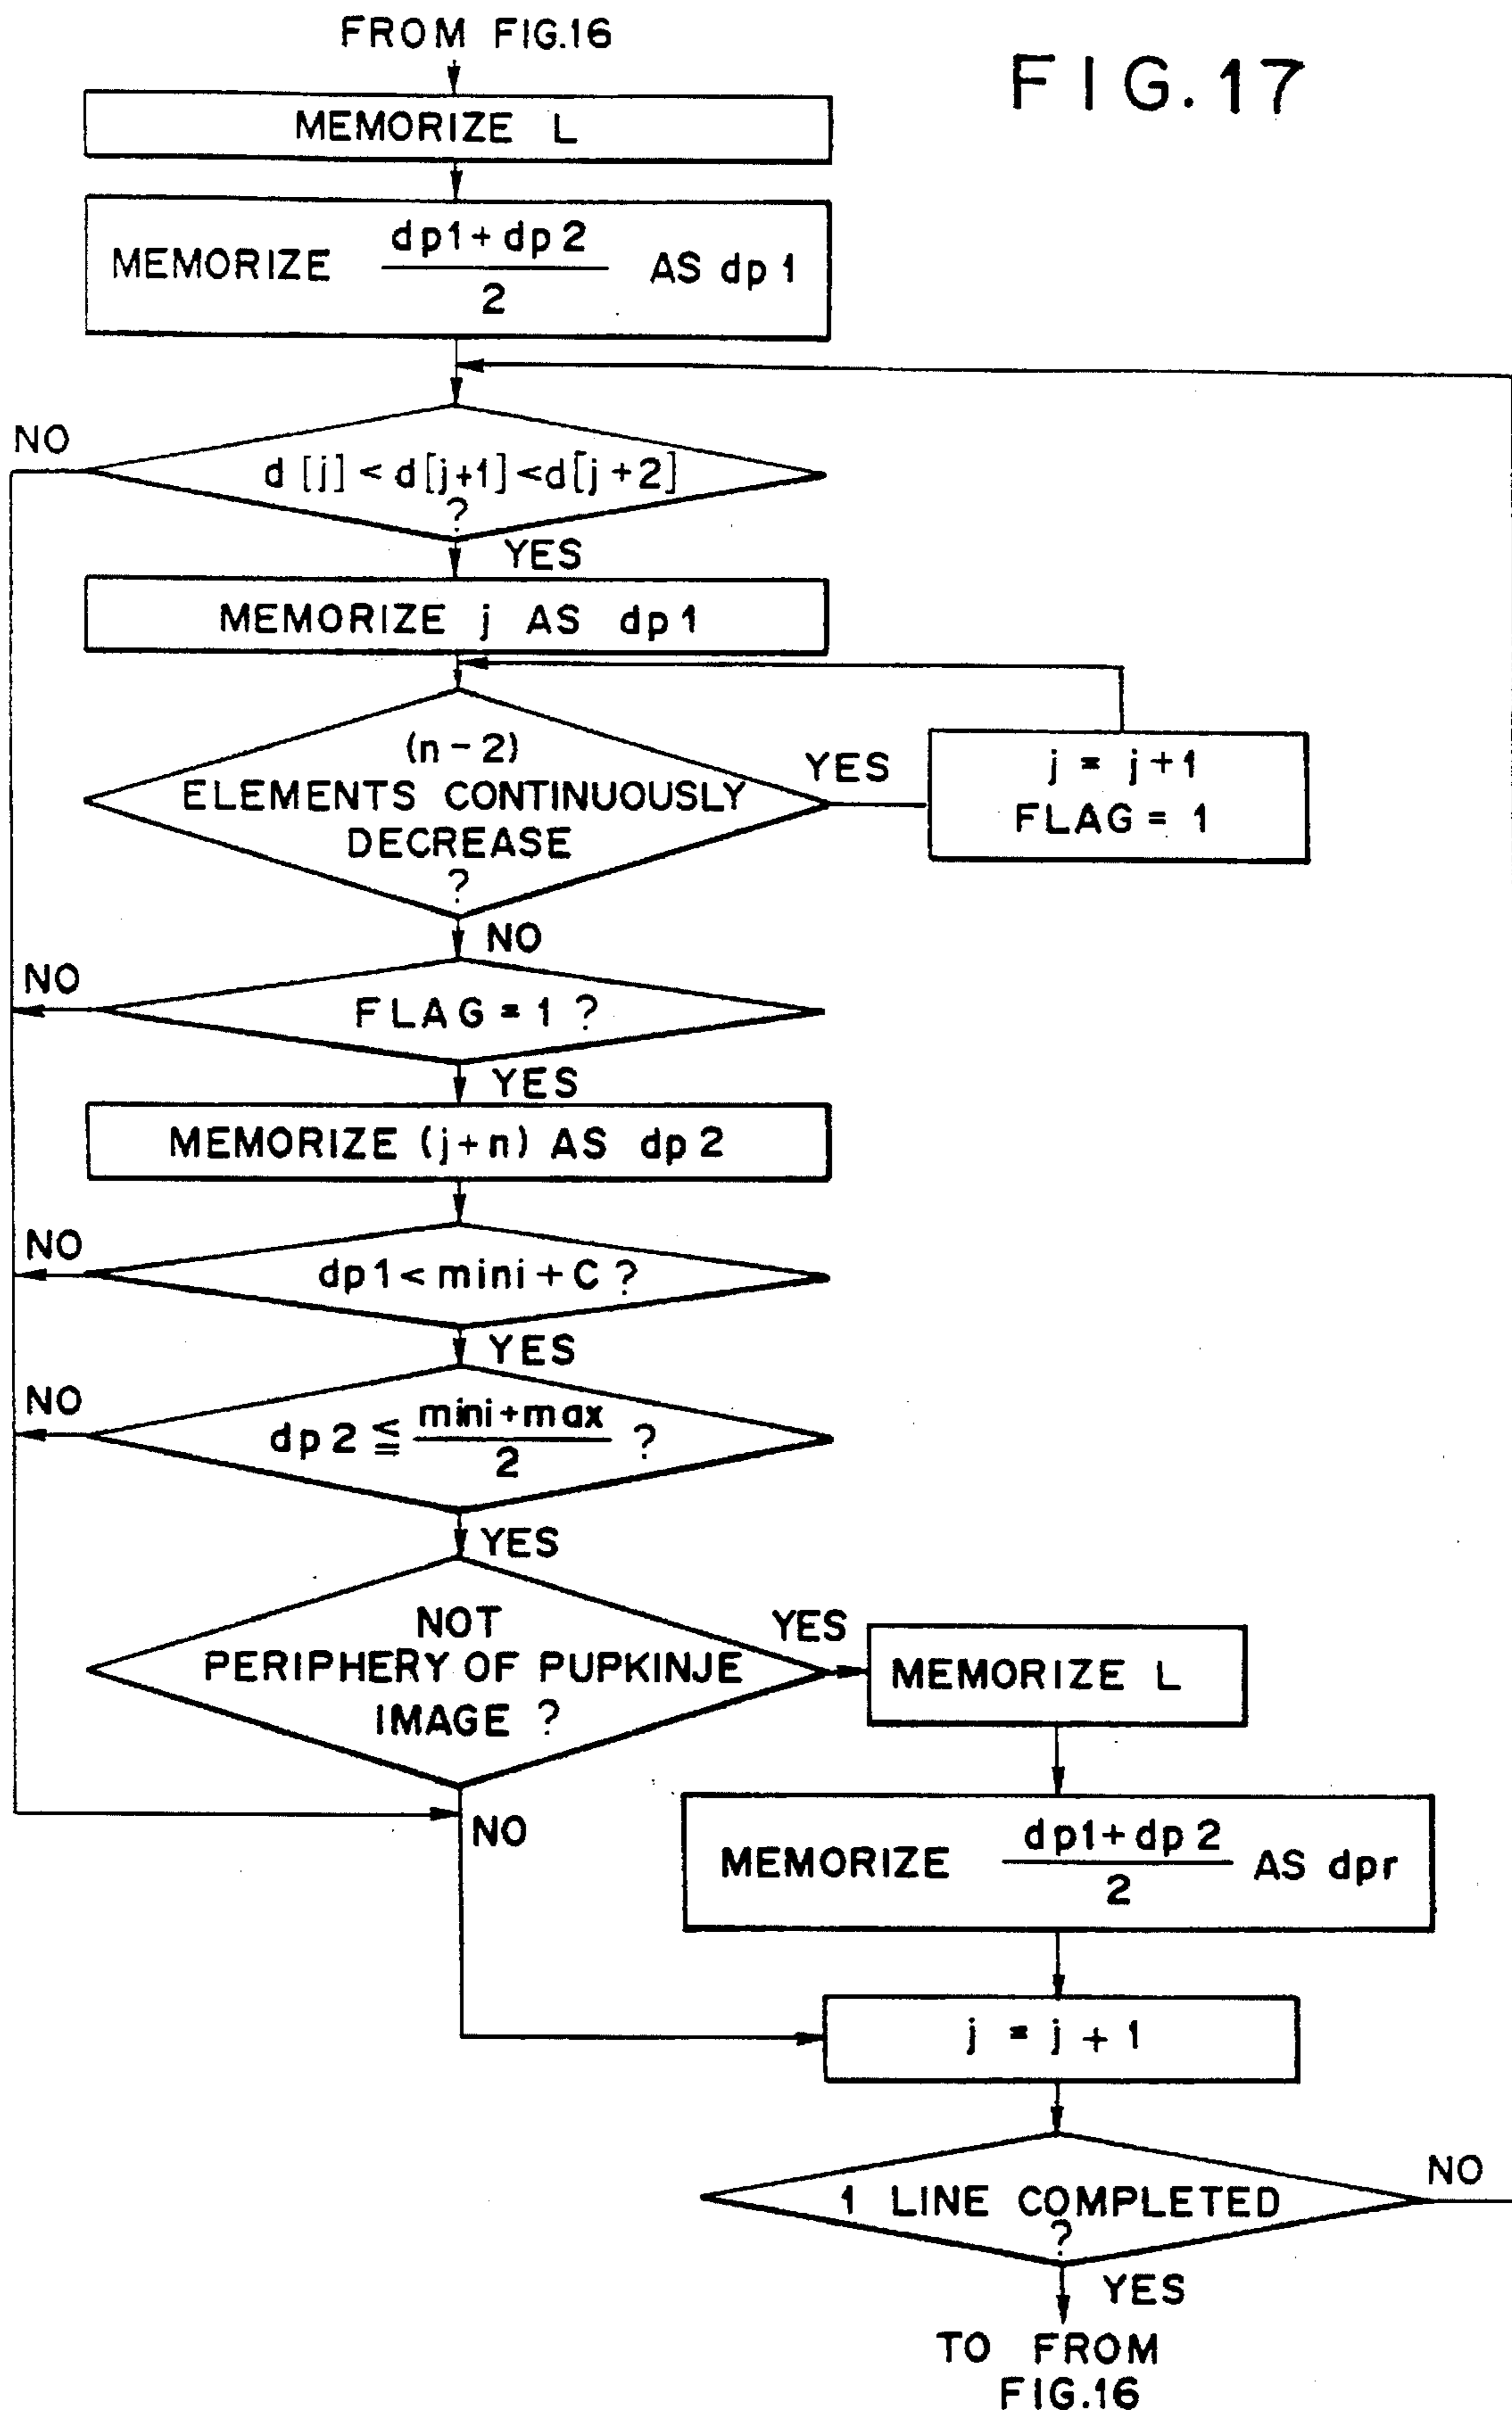 FROM FIG.16
FIG.17
MEMORIZE L
MEMORIZE dp1+dp2/2 AS dp1
NO
d[j]<d[j+1]<d[j+2]
?
YES
MEMORIZE j AS dp1
(n-2)
ELEMENTS CONTINUOUSLY
DECREASE
?
YES
j = j+1
FLAG = 1
NO
NO
FLAG = 1 ?
YES
MEMORIZE (j+n) AS dp2
NO
dp1 < mini + C ?
YES
NO
dp2 ≦ mini+max/2 ?
YES
NOT
PERIPHERY OF PUPKINJE
IMAGE ?
YES
MEMORIZE L
NO
MEMORIZE dp1+dp2/2 AS dpr
j = j + 1
1 LINE COMPLETED
?
NO
YES
TO FROM
FIG.16